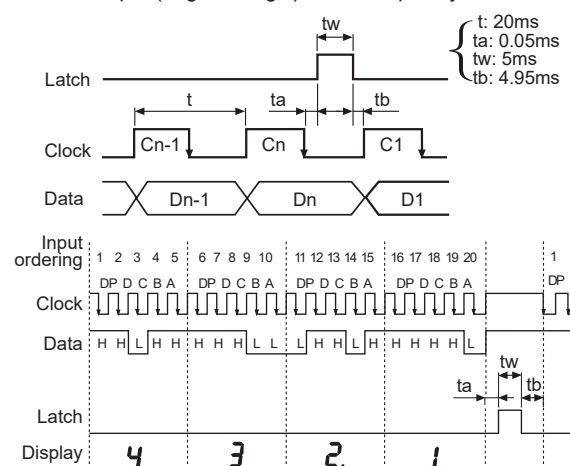 tw
t: 20ms
ta: 0.05ms
tw: 5ms
tb: 4.95ms
Latch
t
ta
tb
Clock
Cn-1
Cn
C1
Data
Dn-1
Dn
D1
Input
ordering
1 2 3 4 5 6 7 8 9 10 11 12 13 14 15 16 17 18 19 20 1
DP D C B A DP D C B A DP D C B A DP D C B A DP
Clock
Data H H L H H H H H L L L H H L H H H H H L
tw
ta
tb
Latch
Display 4 3 2. 1